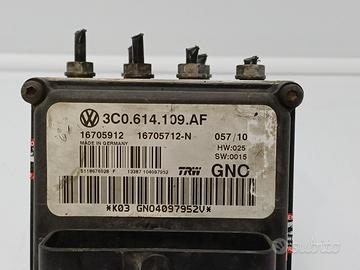 3C0.614.109.AF
16705912 16705712-N 057/10
MADE IN GERMANY HW:025
SW:0015
TRW GNC
*K03 GN04097952V*
subito